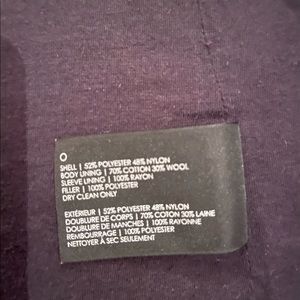 O
SHELL | 52% POLYESTER 48% NYLON
BODY LINING | 70% COTTON 30% WOOL
SLEEVE LINING | 100% RAYON
FILLER | 100% POLYESTER
DRY CLEAN ONLY
EXTÉRIEUR | 52% POLYESTER 48% NYLON
DOUBLURE DE CORPS | 70% COTON 30% LAINE
DOUBLURE DE MANCHES | 100% RAYONNE
REMBOURRAGE | 100% POLYESTER
NETTOYER À SEC SEULEMENT